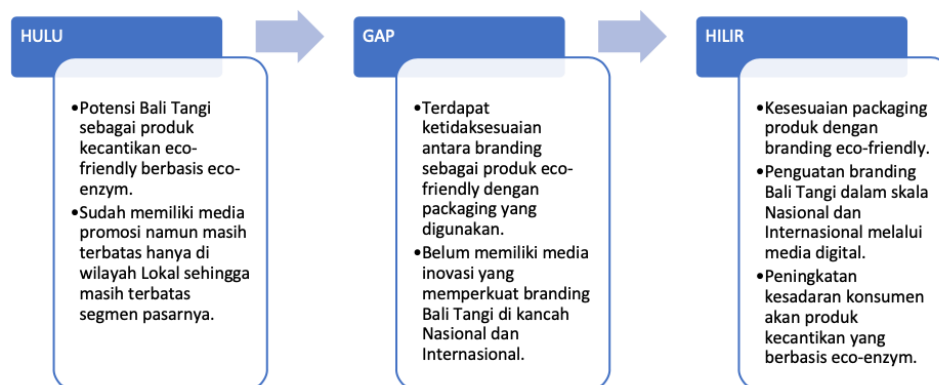 HULU
•Potensi Bali Tangi
sebagai produk
kecantikan eco-
friendly berbasis eco-
enzym.
•Sudah memiliki media
promosi namun masih
terbatas hanya di
wilayah Lokal sehingga
masih terbatas
segmen pasarnya.
GAP
•Terdapat
ketidaksesuaian
antara branding
sebagai produk eco-
friendly dengan
packaging yang
digunakan.
•Belum memiliki media
inovasi yang
memperkuat branding
Bali Tangi di kancah
Nasional dan
Internasional.
HILIR
•Kesesuaian packaging
produk dengan
branding eco-friendly.
•Penguatan branding
Bali Tangi dalam skala
Nasional dan
Internasional melalui
media digital.
•Peningkatan
kesadaran konsumen
akan produk
kecantikan yang
berbasis eco-enzym.